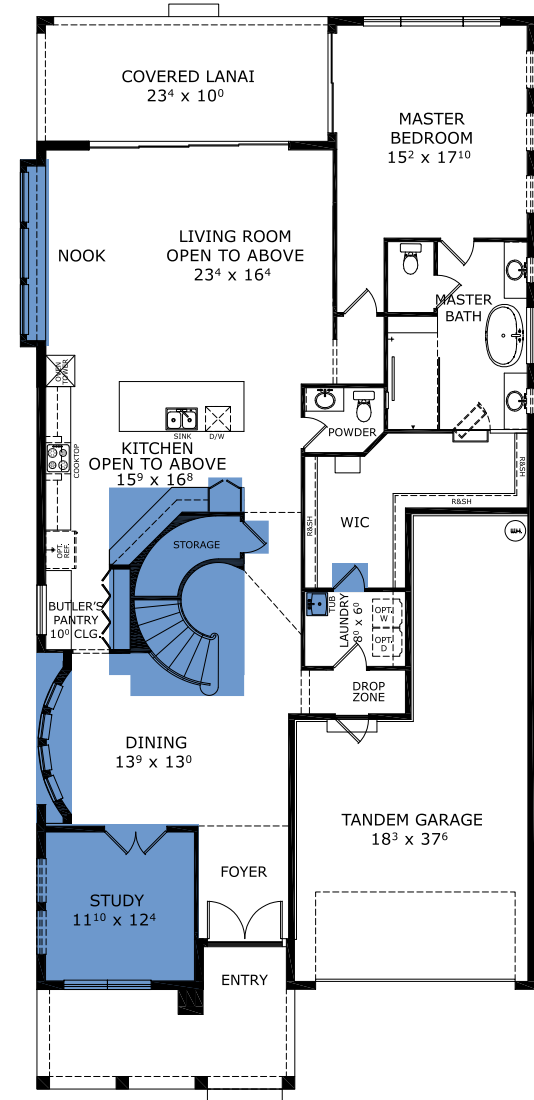 COVERED LANAI
23⁴ x 10⁰
MASTER
BEDROOM
15² x 17¹⁰
LIVING ROOM
OPEN TO ABOVE
23⁴ x 16⁴
NOOK
MASTER
BATH
OVEN
TOWER
SINK
D/W
POWDER
COOKTOP
KITCHEN
OPEN TO ABOVE
15⁹ x 16⁸
R&SH
R&SH
R&SH
WIC
WH
STORAGE
OPT.
REF.
BUTLER'S
PANTRY
10⁰ CLG.
TUB
LAUNDRY
8⁰ x 6⁰
OPT.
W
OPT.
D
DROP
ZONE
DINING
13⁹ x 13⁰
TANDEM GARAGE
18³ x 37⁶
FOYER
STUDY
11¹⁰ x 12⁴
ENTRY